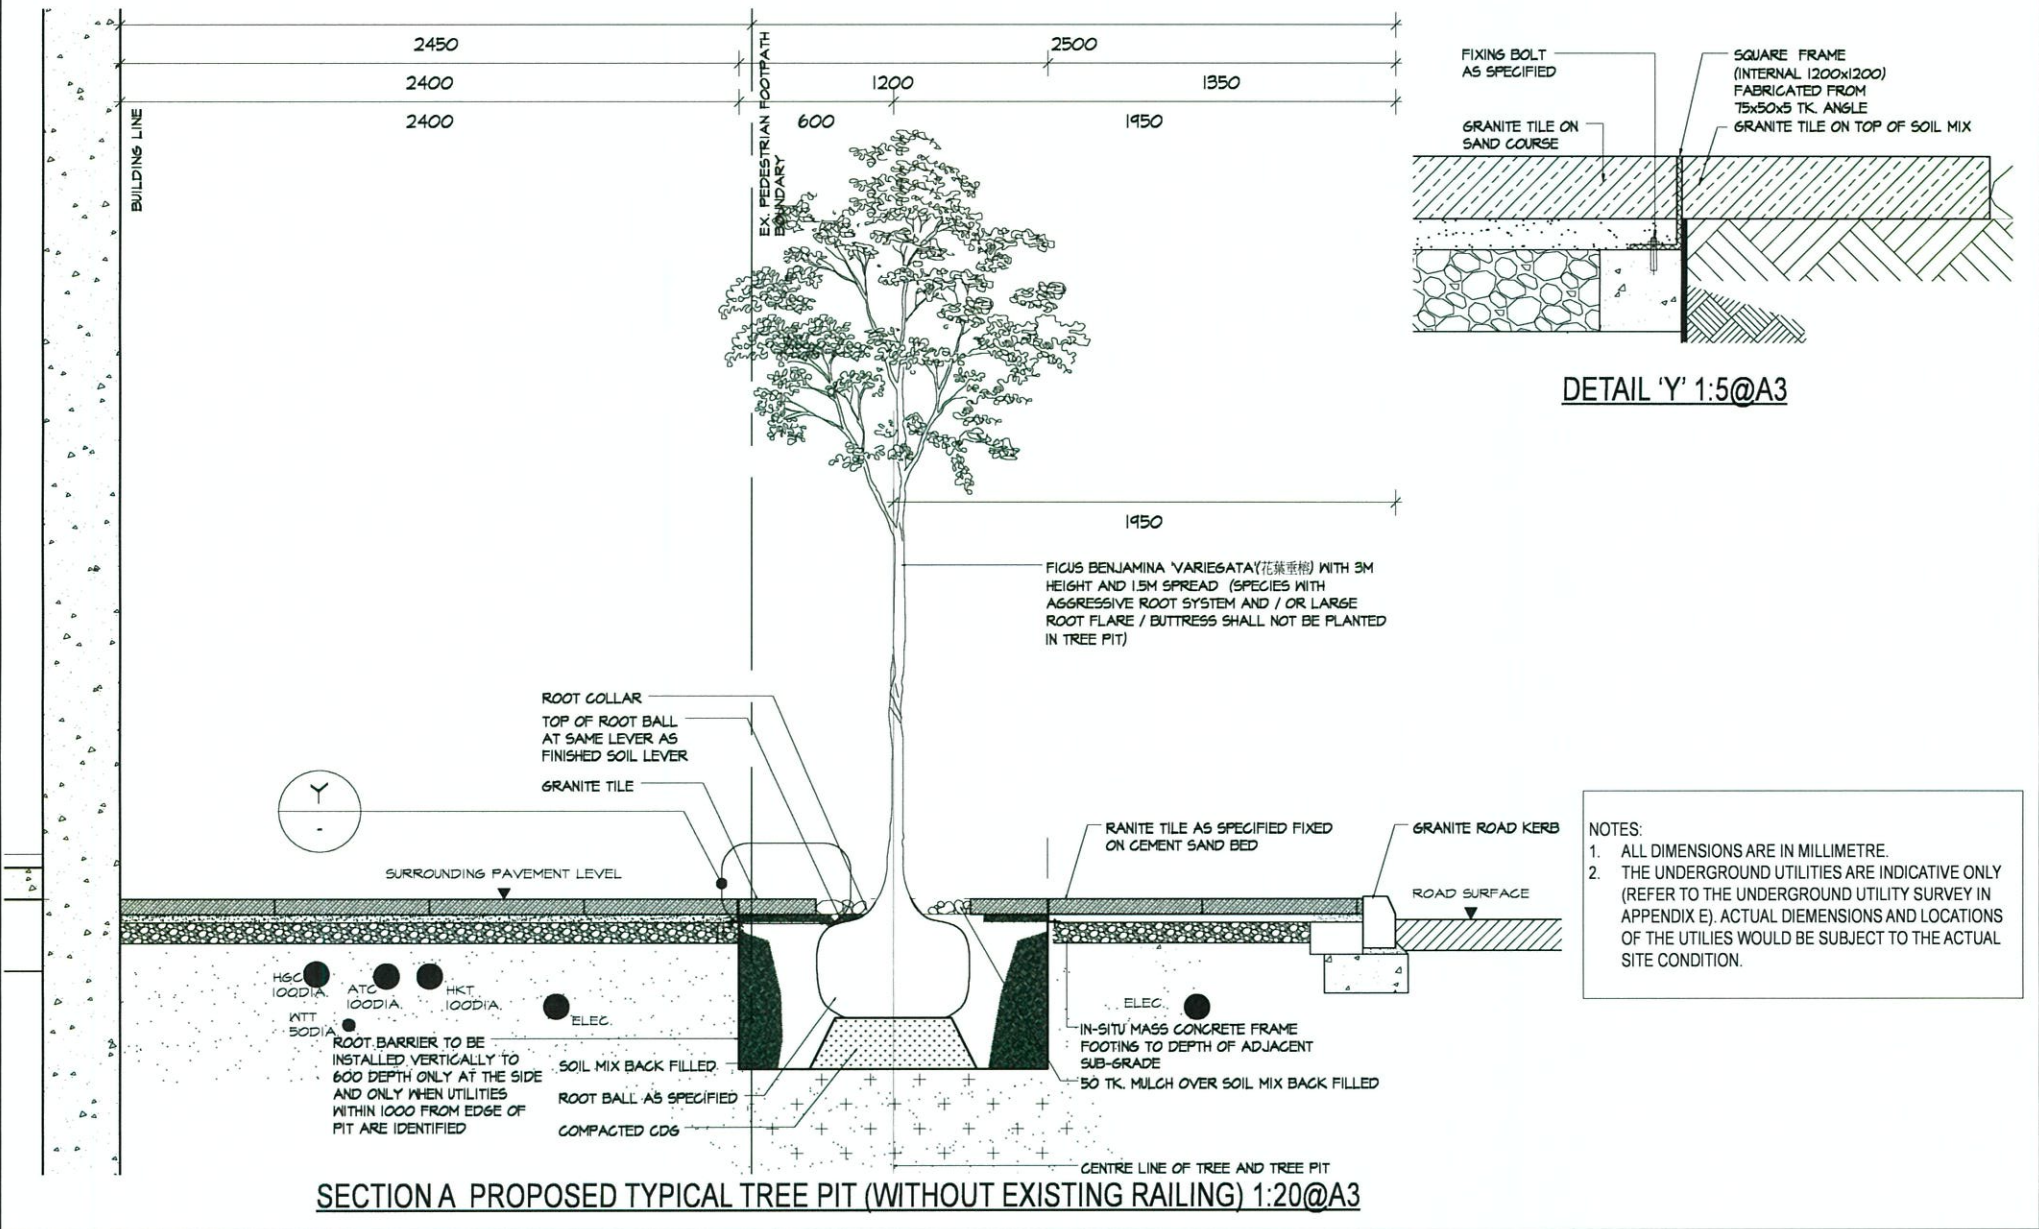 2450
2500
2400
1200
1350
2400
600
1950
BUILDING LINE
EX. PEDESTRIAN FOOTPATH
BOUNDARY
FIXING BOLT
AS SPECIFIED
SQUARE FRAME
(INTERNAL 1200x1200)
FABRICATED FROM
75x50x5 TK. ANGLE
GRANITE TILE ON
SAND COURSE
GRANITE TILE ON TOP OF SOIL MIX
DETAIL 'Y' 1:5@A3
1950
FICUS BENJAMINA 'VARIEGATA'(花葉垂榕) WITH 3M
HEIGHT AND 1.5M SPREAD (SPECIES WITH
AGGRESSIVE ROOT SYSTEM AND / OR LARGE
ROOT FLARE / BUTTRESS SHALL NOT BE PLANTED
IN TREE PIT)
ROOT COLLAR
TOP OF ROOT BALL
AT SAME LEVER AS
FINISHED SOIL LEVER
GRANITE TILE
Y
-
SURROUNDING PAVEMENT LEVEL
RANITE TILE AS SPECIFIED FIXED
ON CEMENT SAND BED
GRANITE ROAD KERB
ROAD SURFACE
NOTES:
1. ALL DIMENSIONS ARE IN MILLIMETRE.
2. THE UNDERGROUND UTILITIES ARE INDICATIVE ONLY
(REFER TO THE UNDERGROUND UTILITY SURVEY IN
APPENDIX E). ACTUAL DIEMENSIONS AND LOCATIONS
OF THE UTILIES WOULD BE SUBJECT TO THE ACTUAL
SITE CONDITION.
HGC
100DIA.
ATC
100DIA.
HKT
100DIA.
WTT
50DIA.
ELEC.
ELEC.
ROOT BARRIER TO BE
INSTALLED VERTICALLY TO
600 DEPTH ONLY AT THE SIDE
AND ONLY WHEN UTILITIES
WITHIN 1000 FROM EDGE OF
PIT ARE IDENTIFIED
SOIL MIX BACK FILLED
ROOT BALL AS SPECIFIED
COMPACTED CDG
IN-SITU MASS CONCRETE FRAME
FOOTING TO DEPTH OF ADJACENT
SUB-GRADE
50 TK. MULCH OVER SOIL MIX BACK FILLED
CENTRE LINE OF TREE AND TREE PIT
SECTION A PROPOSED TYPICAL TREE PIT (WITHOUT EXISTING RAILING) 1:20@A3